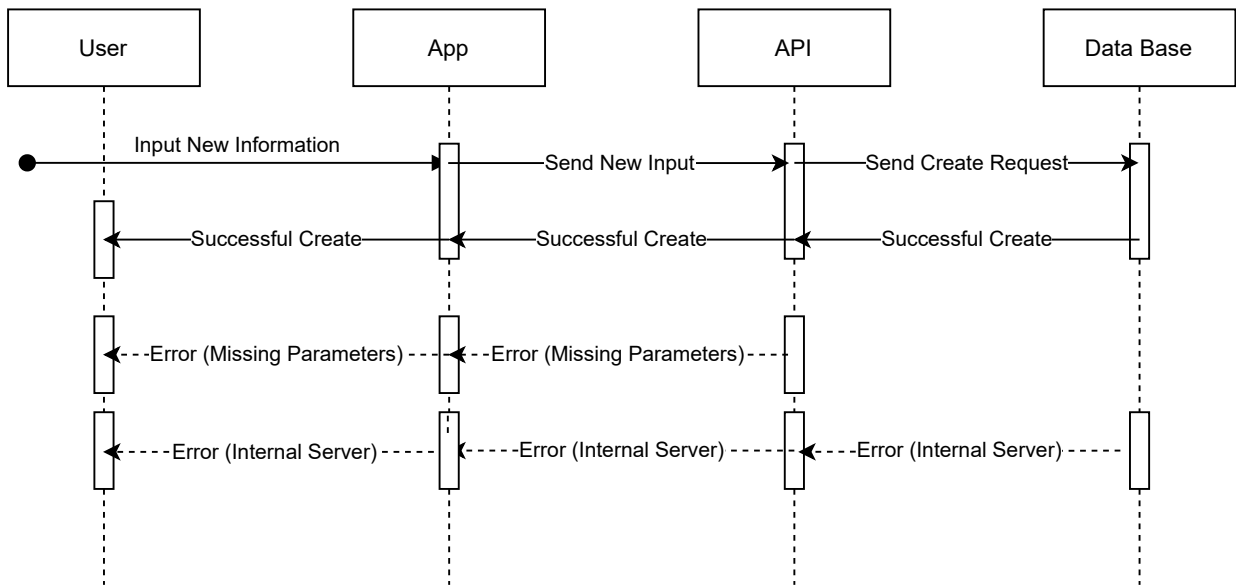 User
App
API
Data Base
Input New Information
Send New Input
Send Create Request
Successful Create
Successful Create
Successful Create
Error (Missing Parameters)
Error (Missing Parameters)
Error (Internal Server)
Error (Internal Server)
Error (Internal Server)